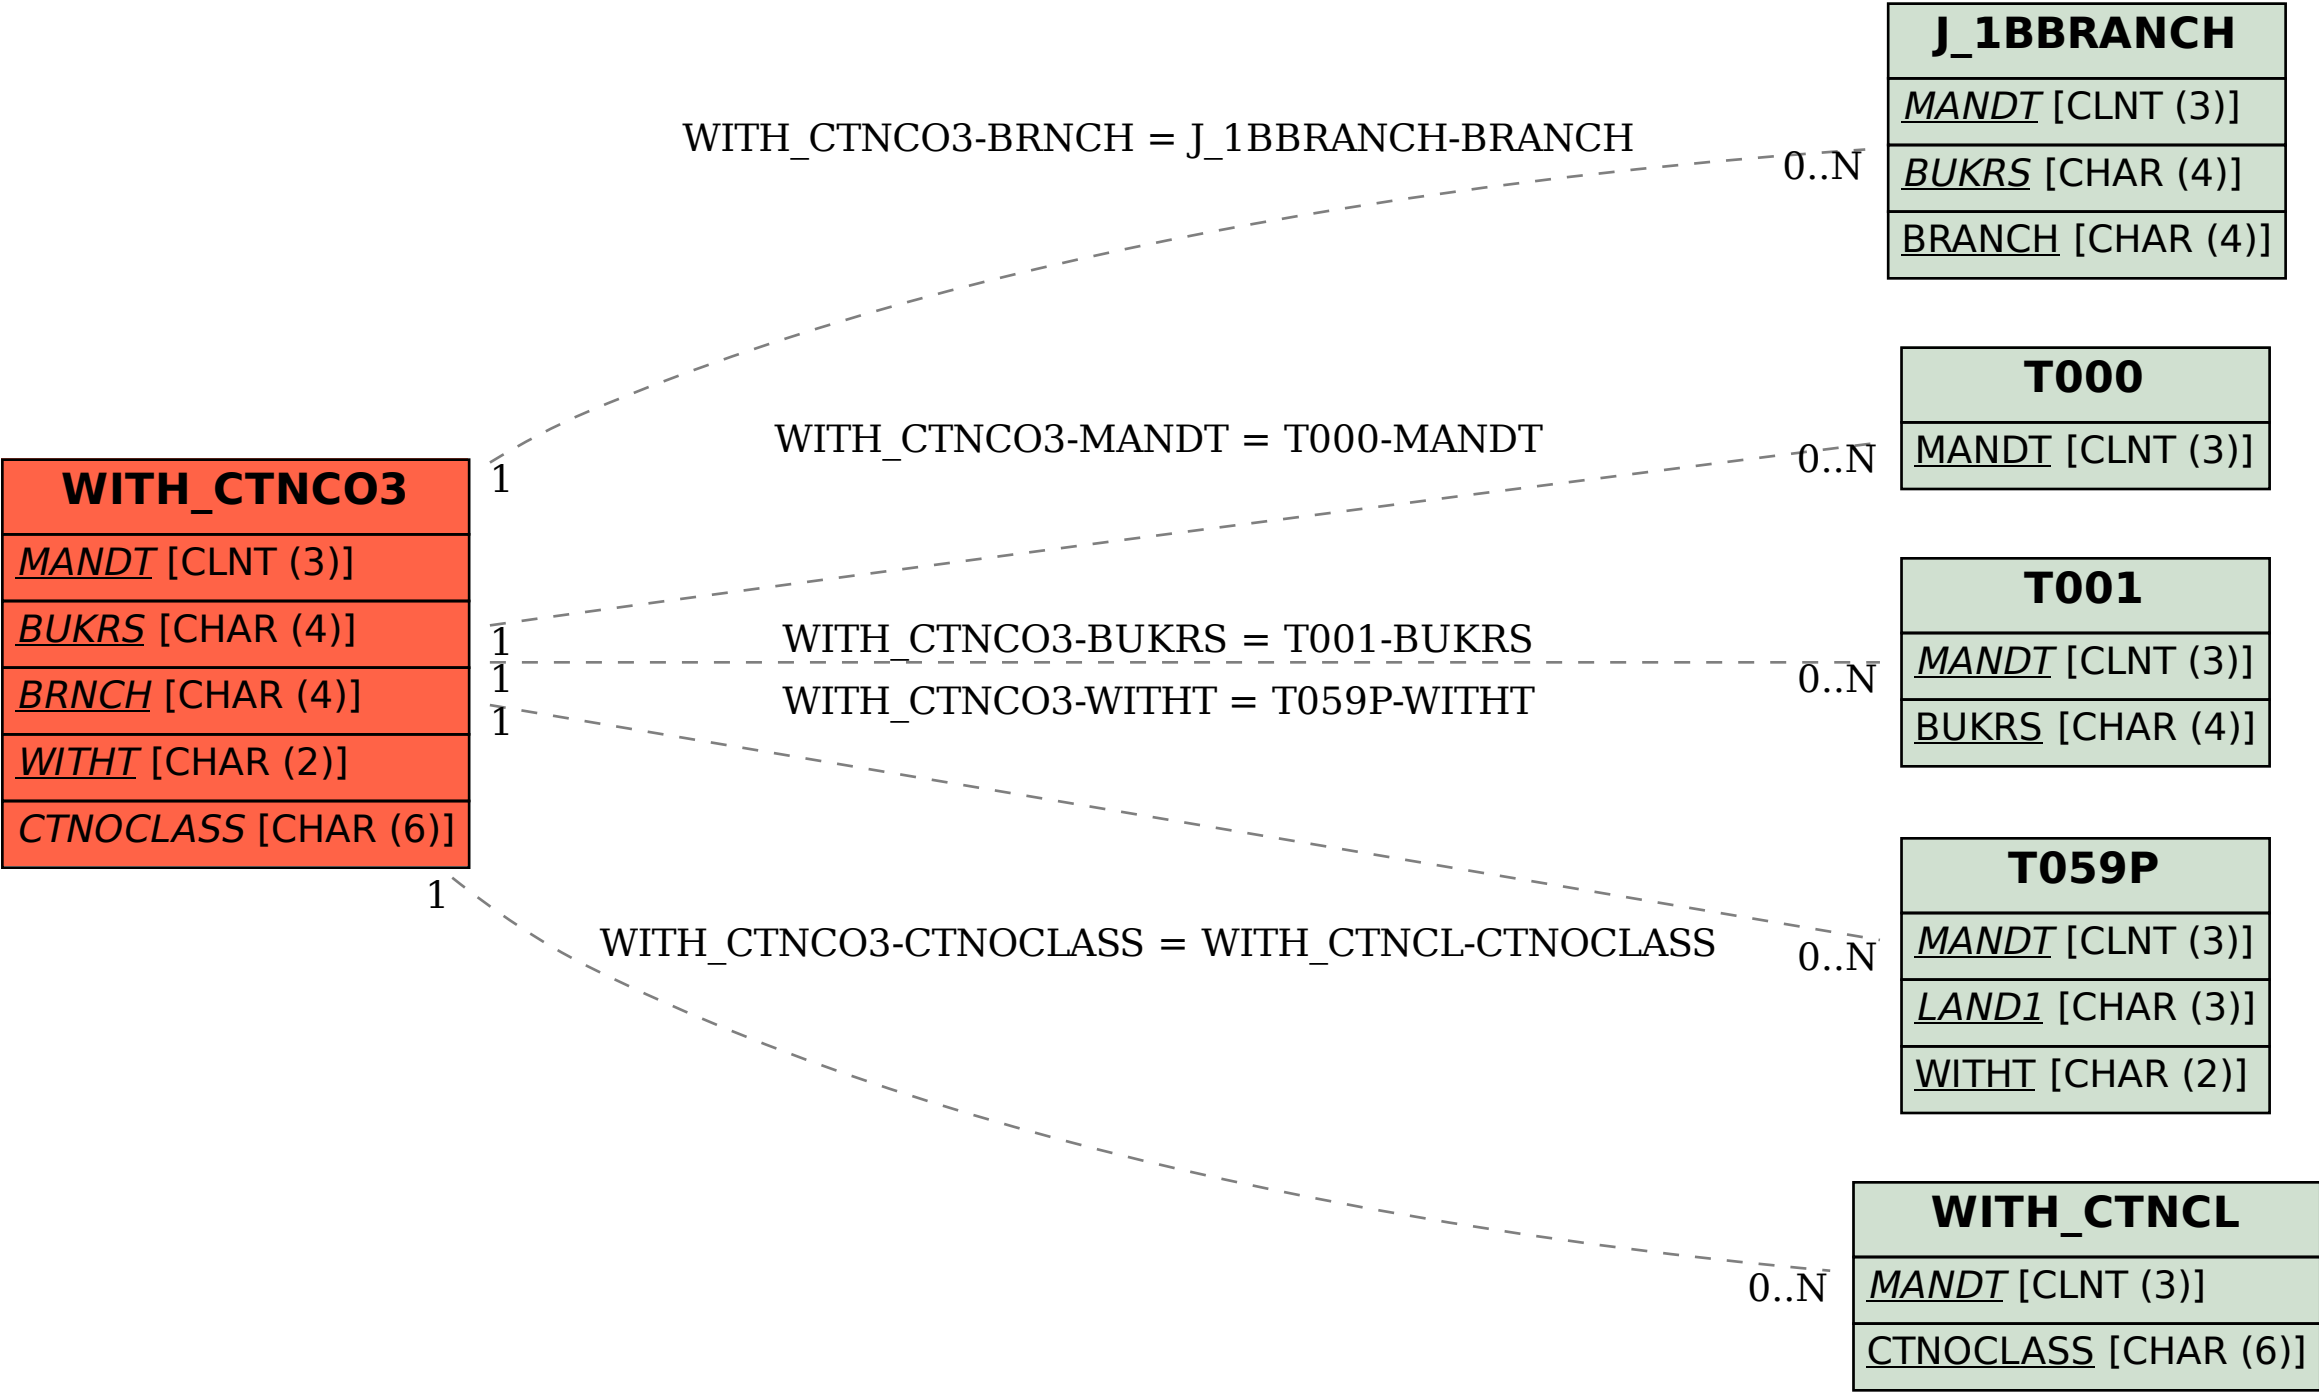 J_1BBRANCH
MANDT [CLNT (3)]
BUKRS [CHAR (4)]
BRANCH [CHAR (4)]
WITH_CTNCO3-BRNCH = J_1BBRANCH-BRANCH
0..N
1
T000
MANDT [CLNT (3)]
WITH_CTNCO3-MANDT = T000-MANDT
0..N
1
WITH_CTNCO3
MANDT [CLNT (3)]
BUKRS [CHAR (4)]
BRNCH [CHAR (4)]
WITHT [CHAR (2)]
CTNOCLASS [CHAR (6)]
T001
MANDT [CLNT (3)]
BUKRS [CHAR (4)]
WITH_CTNCO3-BUKRS = T001-BUKRS
0..N
1
WITH_CTNCO3-WITHT = T059P-WITHT
1
0..N
T059P
MANDT [CLNT (3)]
LAND1 [CHAR (3)]
WITHT [CHAR (2)]
1
WITH_CTNCO3-CTNOCLASS = WITH_CTNCL-CTNOCLASS
0..N
WITH_CTNCL
MANDT [CLNT (3)]
CTNOCLASS [CHAR (6)]